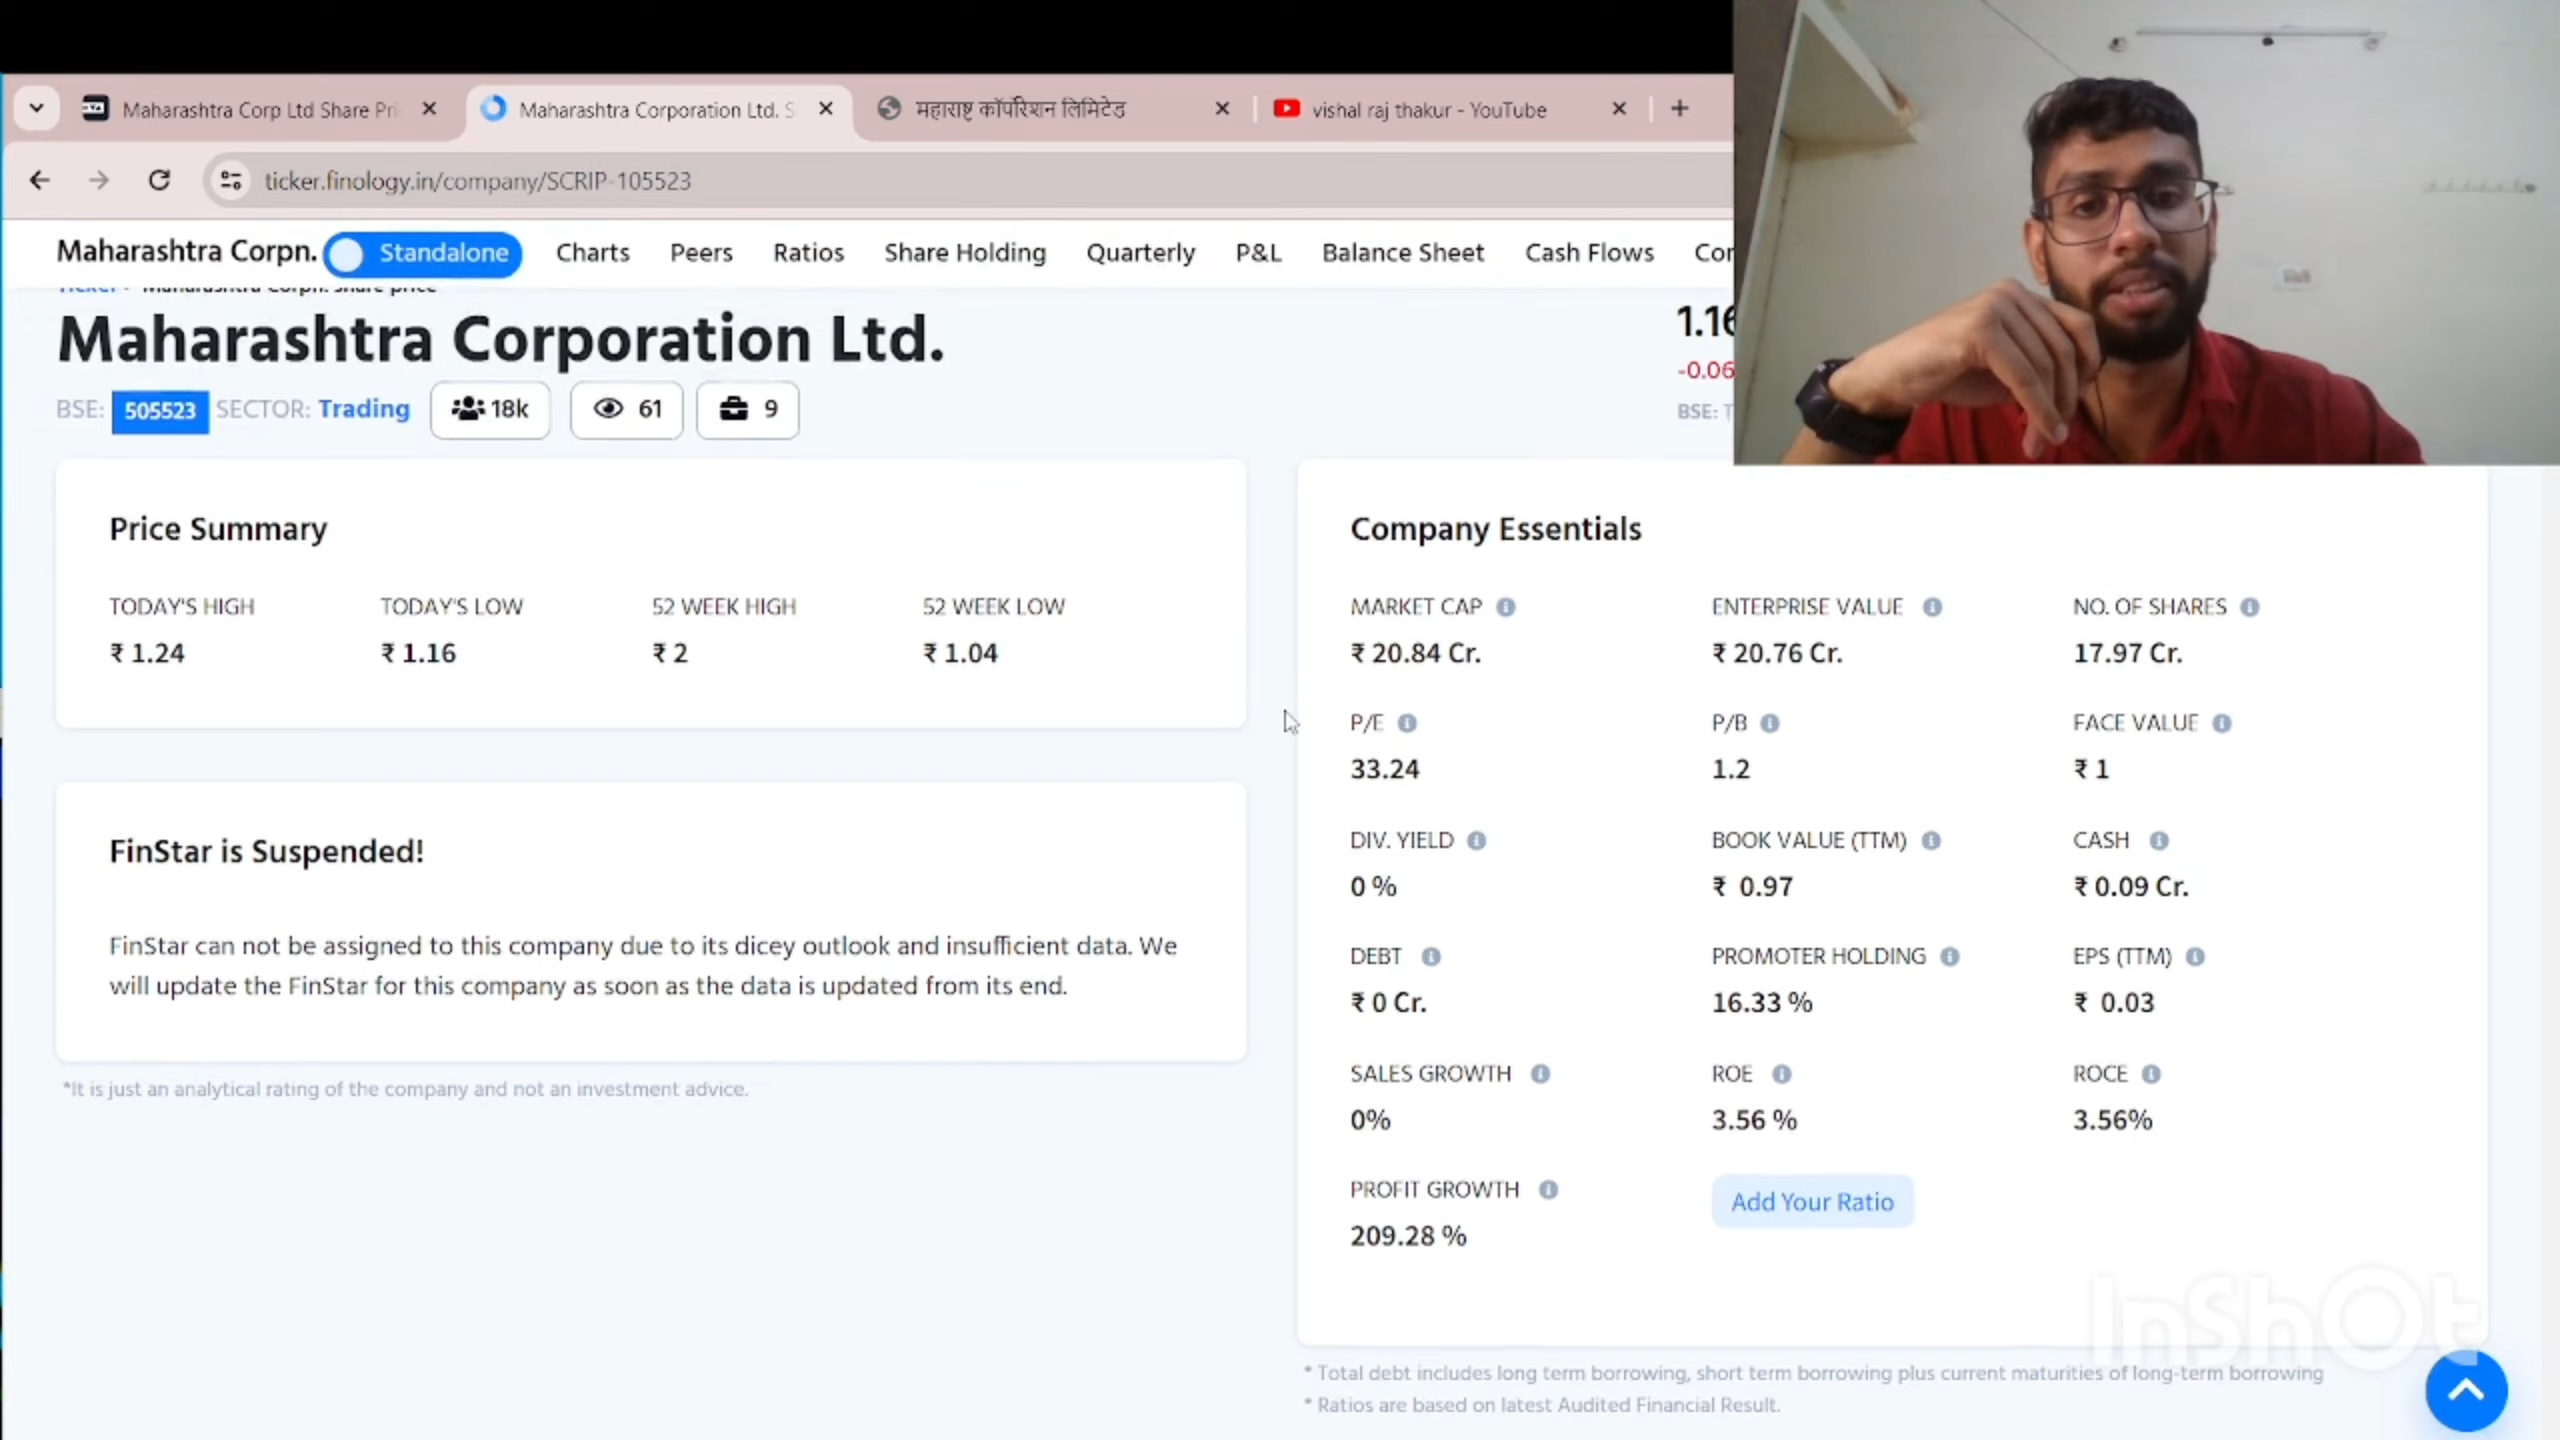 Maharashtra Corp Ltd Share Pri
Maharashtra Corporation Ltd. S
महाराष्ट्र कॉर्पोरेशन लिमिटेड
vishal raj thakur - YouTube
ticker.finology.in/company/SCRIP-105523
Maharashtra Corpn. Standalone Charts Peers Ratios Share Holding Quarterly P&L Balance Sheet Cash Flows Cor
Ticker Maharashtra Corpn. share price
Maharashtra Corporation Ltd.
1.16
-0.06
BSE: 505523 SECTOR: Trading 18k 61 9
BSE: T
Price Summary
TODAY'S HIGH TODAY'S LOW 52 WEEK HIGH 52 WEEK LOW
₹ 1.24 ₹ 1.16 ₹ 2 ₹ 1.04
FinStar is Suspended!
FinStar can not be assigned to this company due to its dicey outlook and insufficient data. We
will update the FinStar for this company as soon as the data is updated from its end.
*It is just an analytical rating of the company and not an investment advice.
Company Essentials
MARKET CAP ENTERPRISE VALUE NO. OF SHARES
₹ 20.84 Cr. ₹ 20.76 Cr. 17.97 Cr.
P/E P/B FACE VALUE
33.24 1.2 ₹ 1
DIV. YIELD BOOK VALUE (TTM) CASH
0 % ₹ 0.97 ₹ 0.09 Cr.
DEBT PROMOTER HOLDING EPS (TTM)
₹ 0 Cr. 16.33 % ₹ 0.03
SALES GROWTH ROE ROCE
0% 3.56 % 3.56%
PROFIT GROWTH Add Your Ratio
209.28 %
InShOt
* Total debt includes long term borrowing, short term borrowing plus current maturities of long-term borrowing
* Ratios are based on latest Audited Financial Result.